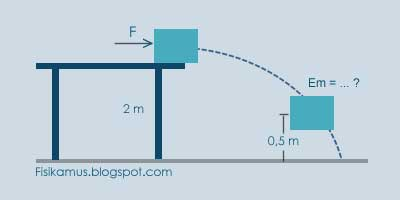 F
Em = ... ?
2 m
0,5 m
Fisikamus.blogspot.com